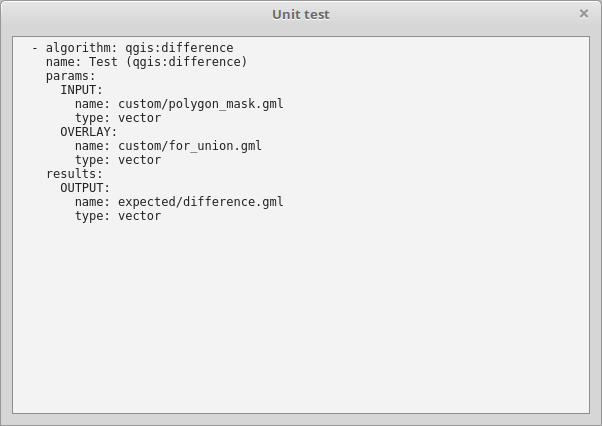 Unit test
- algorithm: qgis:difference
name: Test (qgis:difference)
params:
INPUT:
name: custom/polygon_mask.gml
type: vector
OVERLAY:
name: custom/for_union.gml
type: vector
results:
OUTPUT:
name: expected/difference.gml
type: vector